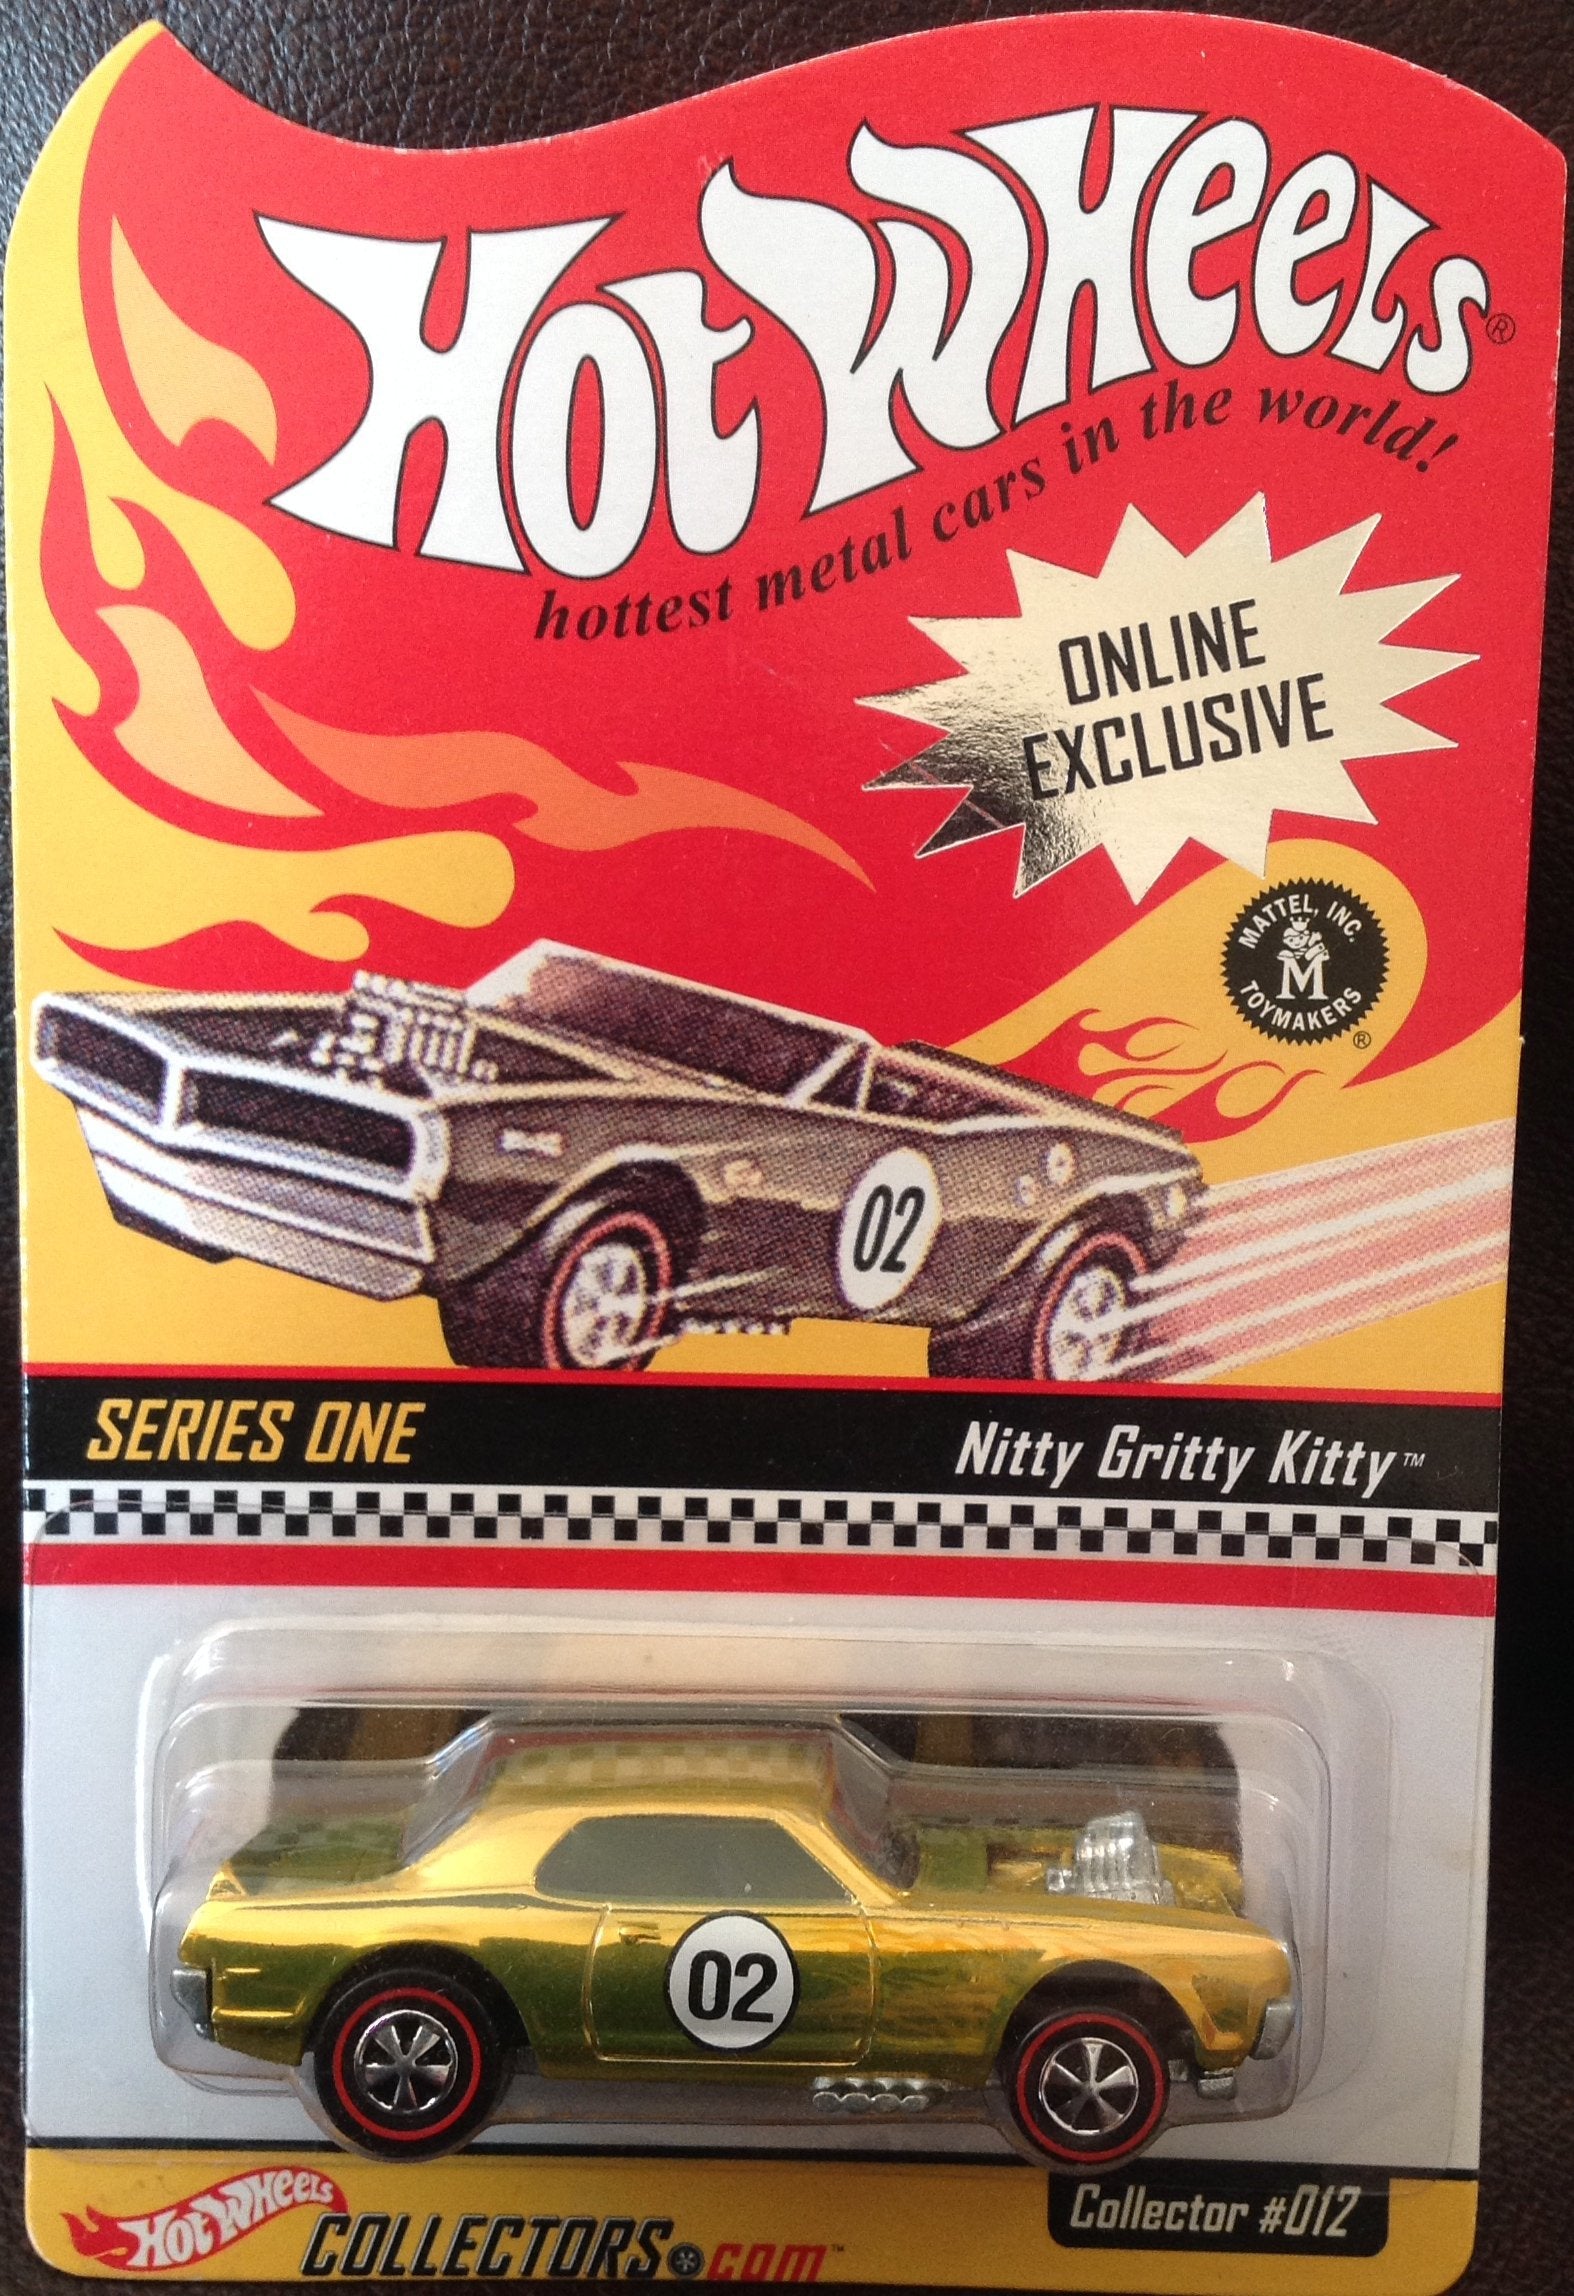 Hot Wheels®
hottest metal cars in the world!
ONLINE
EXCLUSIVE
MATTEL, INC.
M
TOYMAKERS
®
02
SERIES ONE
Nitty Gritty Kitty™
02
Collector #012
Hot Wheels
COLLECTORS.com™